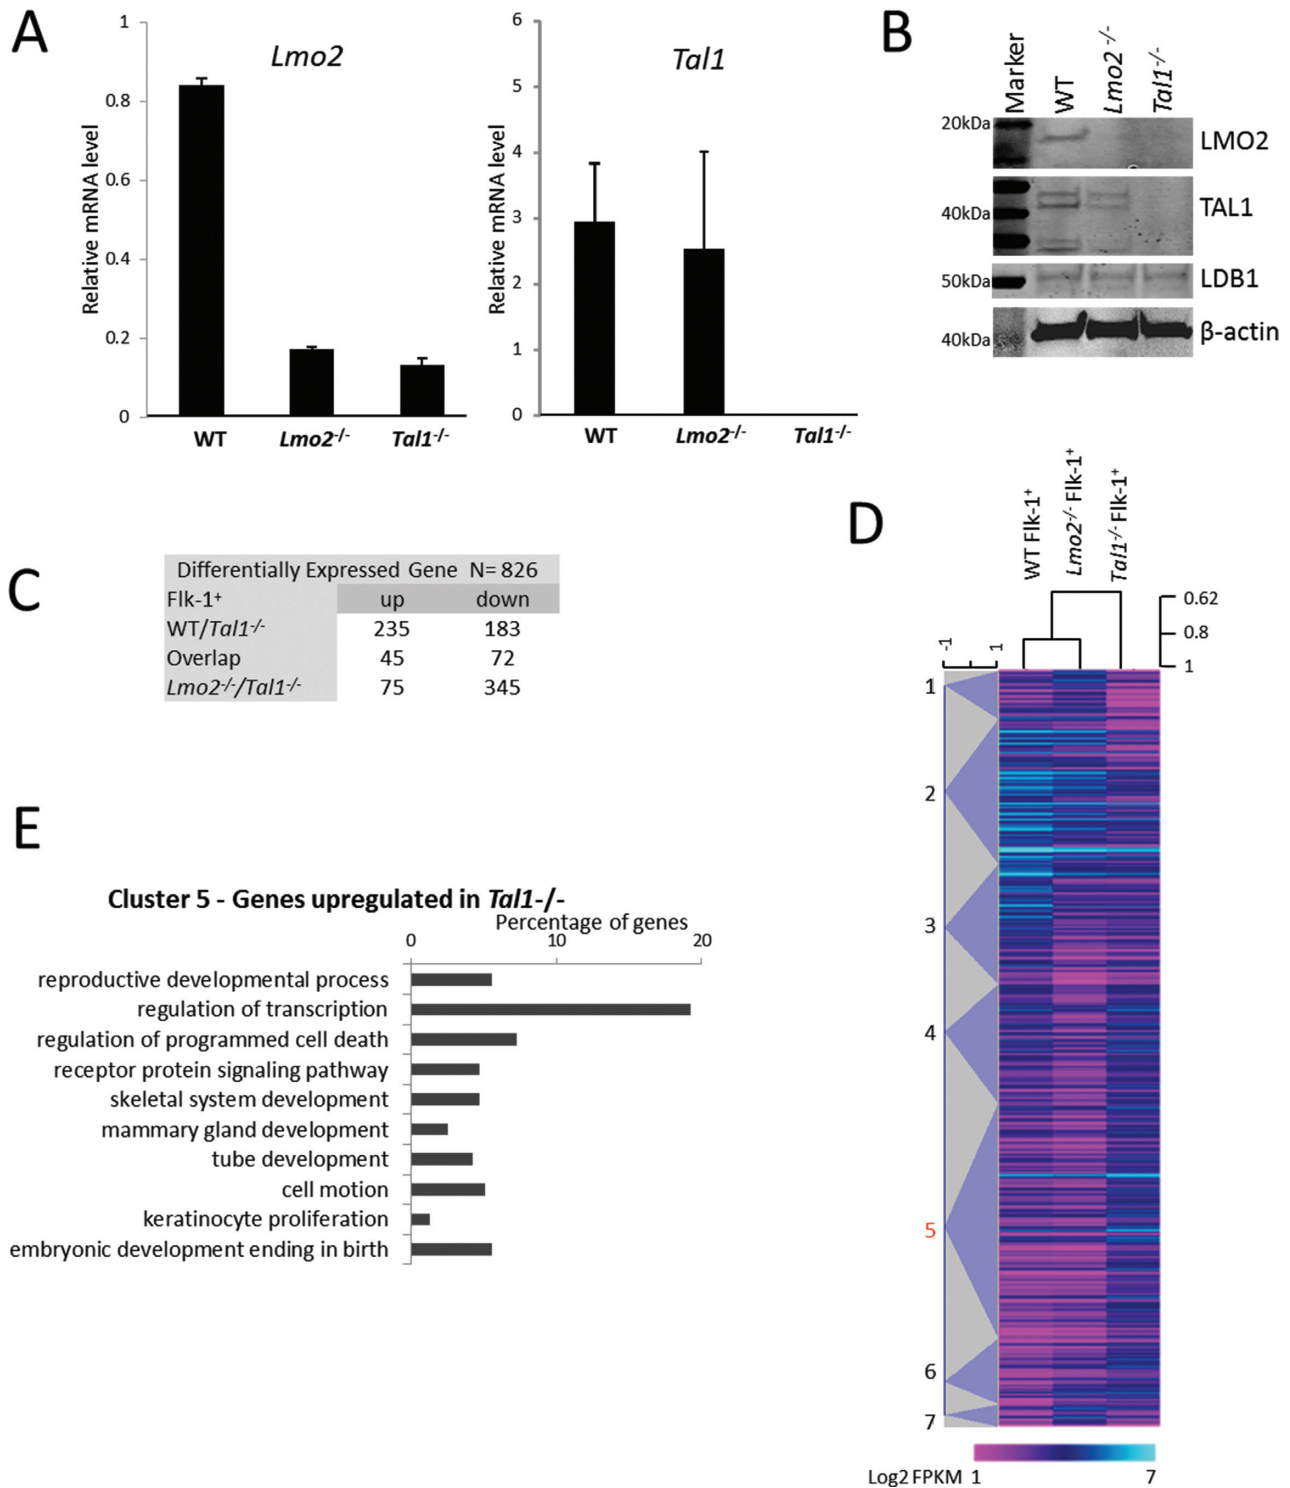 A
Lmo2
Relative mRNA level
1
0.8
0.6
0.4
0.2
0
WT
Lmo2-/-
Tal1-/-
Tal1
Relative mRNA level
6
5
4
3
2
1
0
WT
Lmo2-/-
Tal1-/-
B
Marker
WT
Lmo2 -/-
Tal1-/-
20kDa
LMO2
40kDa
TAL1
50kDa
LDB1
40kDa
β-actin
C
Differentially Expressed Gene N= 826
Flk-1+ up down
WT/Tal1-/- 235 183
Overlap 45 72
Lmo2-/-/Tal1-/- 75 345
D
WT Flk-1+
Lmo2-/- Flk-1+
Tal1-/- Flk-1+
0.62
0.8
1
-1
1
1
2
3
4
5
6
7
Log2 FPKM 1 7
E
Cluster 5 - Genes upregulated in Tal1-/-
Percentage of genes
0 10 20
reproductive developmental process
regulation of transcription
regulation of programmed cell death
receptor protein signaling pathway
skeletal system development
mammary gland development
tube development
cell motion
keratinocyte proliferation
embryonic development ending in birth